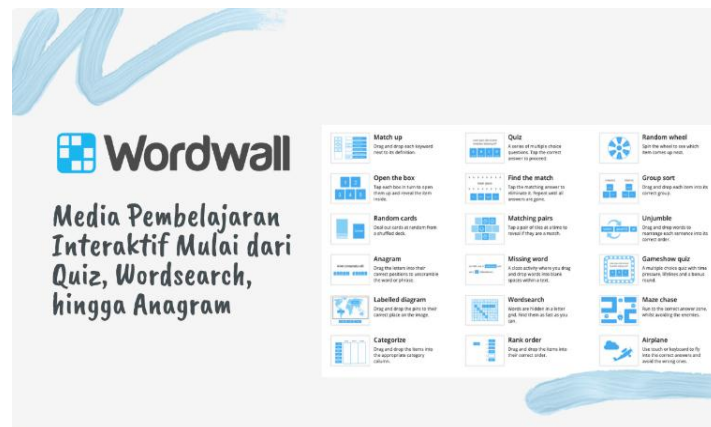 Wordwall
Media Pembelajaran
Interaktif Mulai dari
Quiz, Wordsearch,
hingga Anagram
Match up
Drag and drop each keyword
next to its definition.
Quiz
A series of multiple choice
questions. Tap the correct
answer to proceed.
Random wheel
Spin the wheel to see which
item comes up next.
Open the box
Tap each box in turn to open
them up and reveal the item
inside.
Find the match
Tap the matching answer to
eliminate it. Repeat until all
answers are gone.
Group sort
Drag and drop each item into its
correct group.
Random cards
Deal out cards at random from
a shuffled deck.
Matching pairs
Tap a pair of tiles at a time to
reveal if they are a match.
Unjumble
Drag and drop words to
rearrange each sentence into its
correct order.
Anagram
Drag the letters into their
correct positions to unscramble
the word or phrase.
Missing word
A cloze activity where you drag
and drop words into blank
spaces within a text.
Gameshow quiz
A multiple choice quiz with time
pressure, lifelines and a bonus
round.
Labelled diagram
Drag and drop the pins to their
correct place on the image.
Wordsearch
Words are hidden in a letter
grid. Find them as fast as you
can.
Maze chase
Run to the correct answer zone,
whilst avoiding the enemies.
Categorize
Drag and drop the items into
the appropriate category
column.
Rank order
Drag and drop the items into
their correct order.
Airplane
Use touch or keyboard to fly
into the correct answers and
avoid the wrong ones.